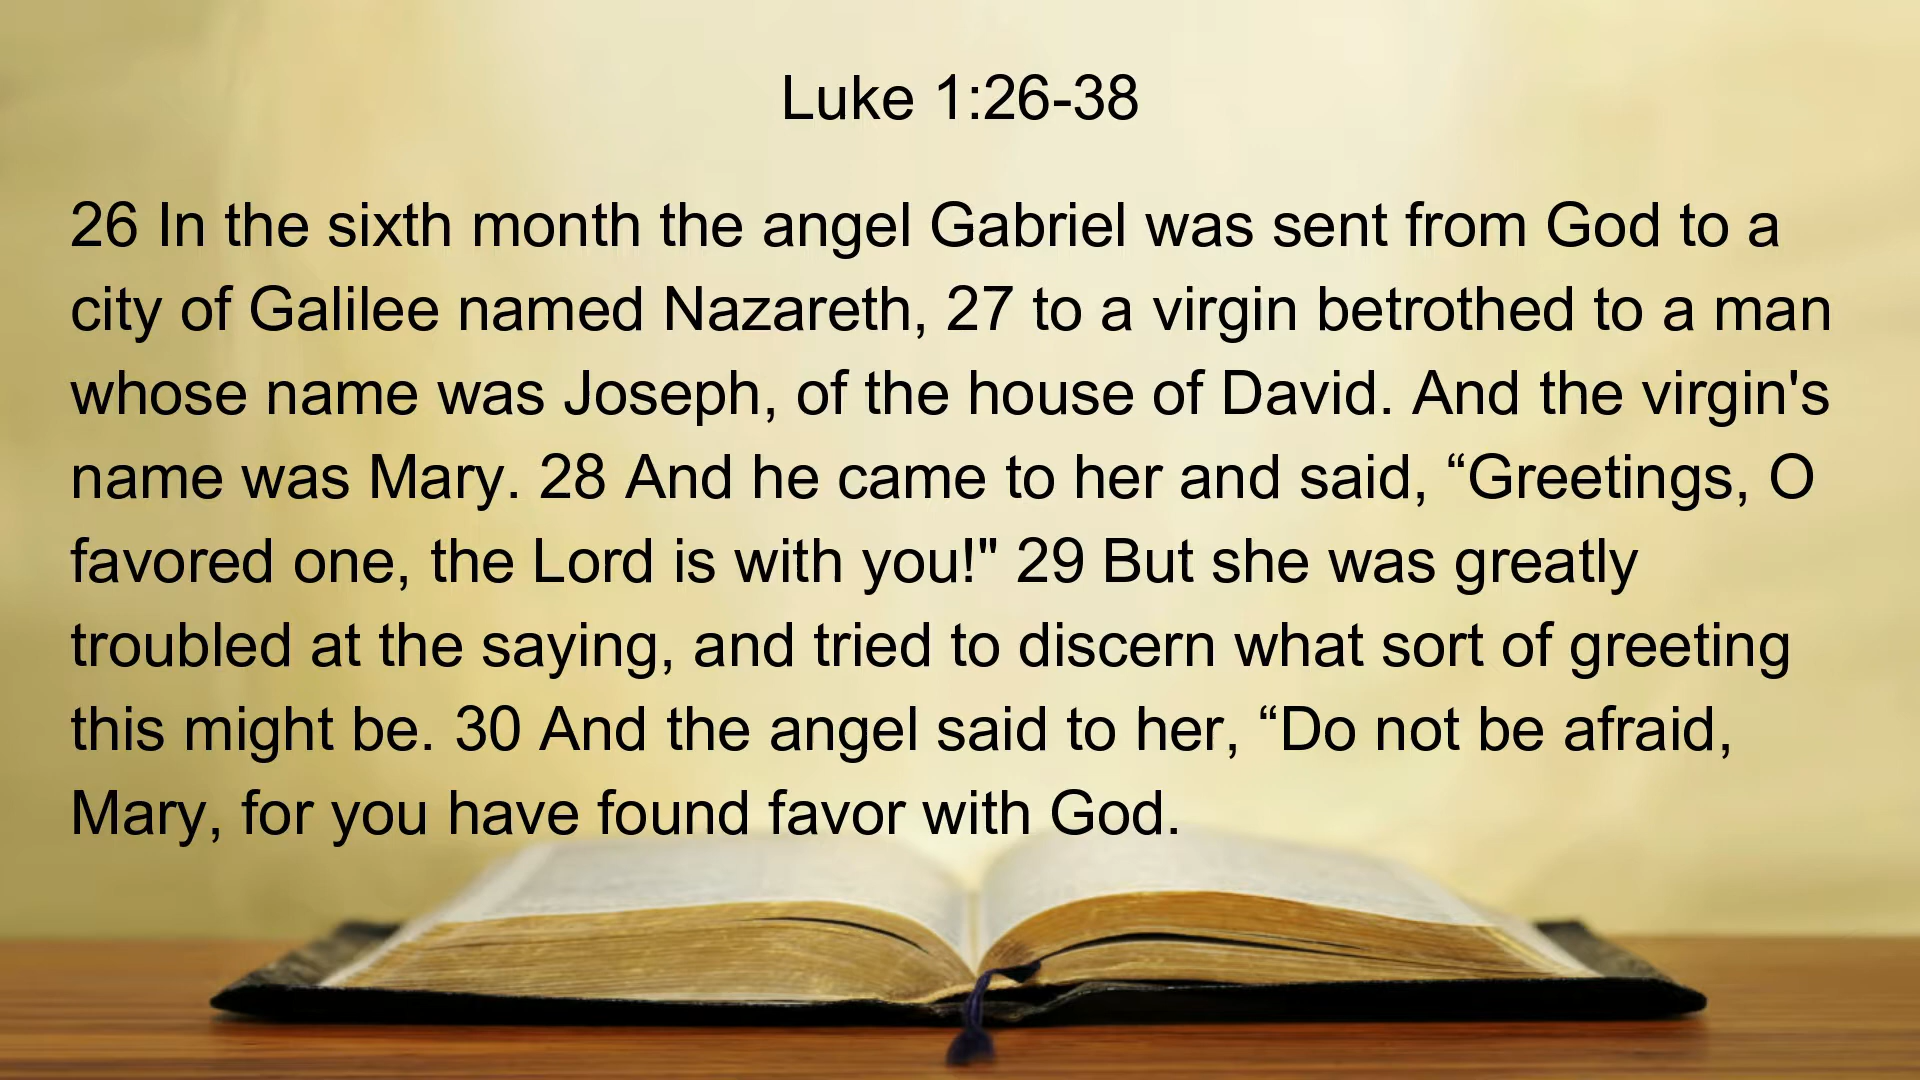 Luke 1:26-38
26 In the sixth month the angel Gabriel was sent from God to a
city of Galilee named Nazareth, 27 to a virgin betrothed to a man
whose name was Joseph, of the house of David. And the virgin's
name was Mary. 28 And he came to her and said, “Greetings, O
favored one, the Lord is with you!" 29 But she was greatly
troubled at the saying, and tried to discern what sort of greeting
this might be. 30 And the angel said to her, “Do not be afraid,
Mary, for you have found favor with God.